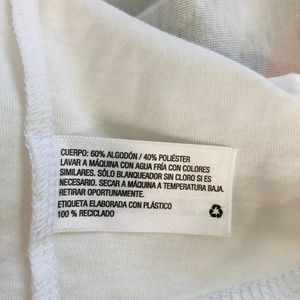 CUERPO: 60% ALGODÓN / 40% POLIÉSTER
LAVAR A MÁQUINA CON AGUA FRÍA CON COLORES
SIMILARES. SÓLO BLANQUEADOR SIN CLORO SI ES
NECESARIO. SECAR A MÁQUINA A TEMPERATURA BAJA.
RETIRAR OPORTUNAMENTE.
ETIQUETA ELABORADA CON PLÁSTICO
100 % RECICLADO